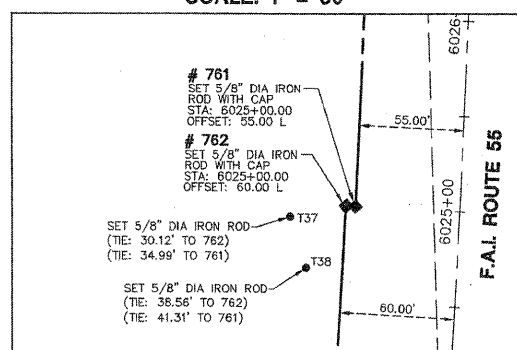 # 761
SET 5/8" DIA IRON
ROD WITH CAP
STA: 6025+00.00
OFFSET: 55.00 L
# 762
SET 5/8" DIA IRON
ROD WITH CAP
STA: 6025+00.00
OFFSET: 60.00 L
T37
SET 5/8" DIA IRON ROD
(TIE: 30.12' TO 762)
(TIE: 34.99' TO 761)
T38
SET 5/8" DIA IRON ROD
(TIE: 38.56' TO 762)
(TIE: 41.31' TO 761)
55.00'
60.00'
6026
6025+00
F.A.I. ROUTE 55